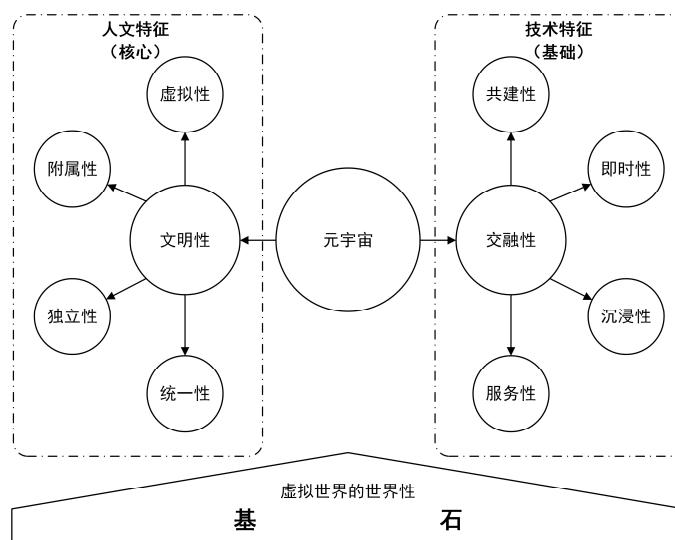 人文特征
（核心）
虚拟性
附属性
文明性
独立性
统一性
元宇宙
技术特征
（基础）
共建性
即时性
交融性
沉浸性
服务性
虚拟世界的世界性
基 石